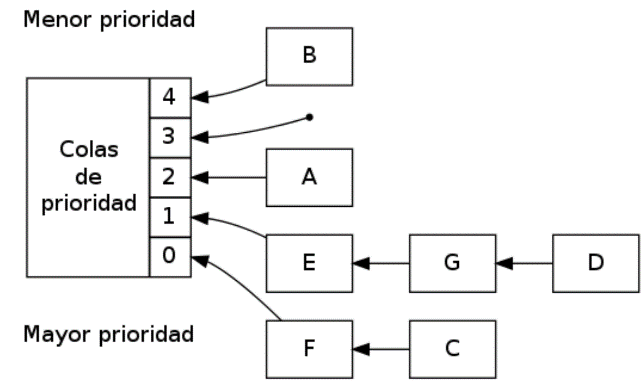 Menor prioridad
B
4
3
Colas
de
prioridad
2
A
1
E
G
D
0
Mayor prioridad
F
C